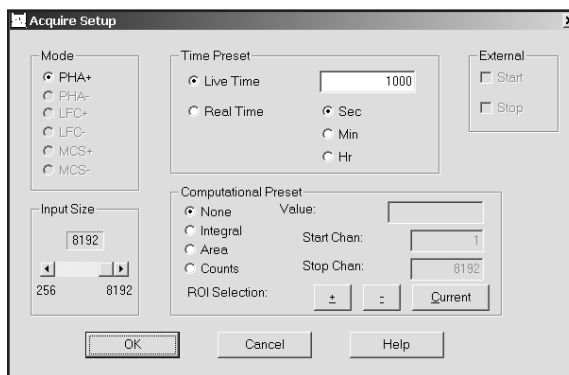 Acquire Setup
Mode
PHA+
PHA-
LFC+
LFC-
MCS+
MCS-
Time Preset
Live Time 1000
Real Time
Sec
Min
Hr
External
Start
Stop
Input Size
8192
256 8192
Computational Preset
None
Integral
Area
Counts
Value:
Start Chan: 1
Stop Chan: 8192
ROI Selection: + - Current
OK Cancel Help